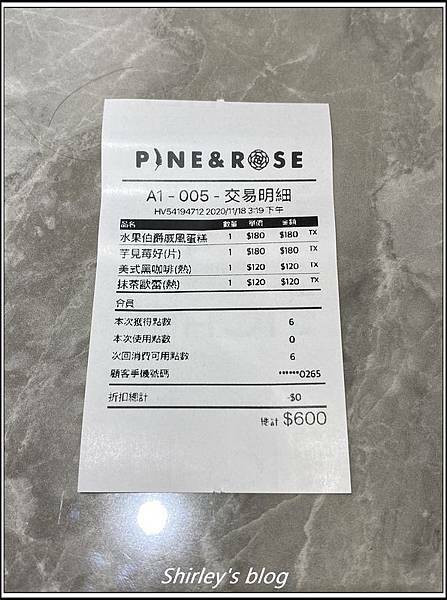 PINE&ROSE
A1-005-交易明細
HV54194712 2020/11/18 3:19 下午
品名 數量 單價 金額
水果伯爵戚風蛋糕 1 $180 $180 TX
芋見莓好(片) 1 $180 $180 TX
美式黑咖啡(熱) 1 $120 $120 TX
抹茶歐蕾(熱) 1 $120 $120 TX
會員
本次獲得點數 6
本次使用點數 0
次回消費可用點數 6
顧客手機號碼 ******0265
折扣總計 -$0
總計 $600
Shirley's blog